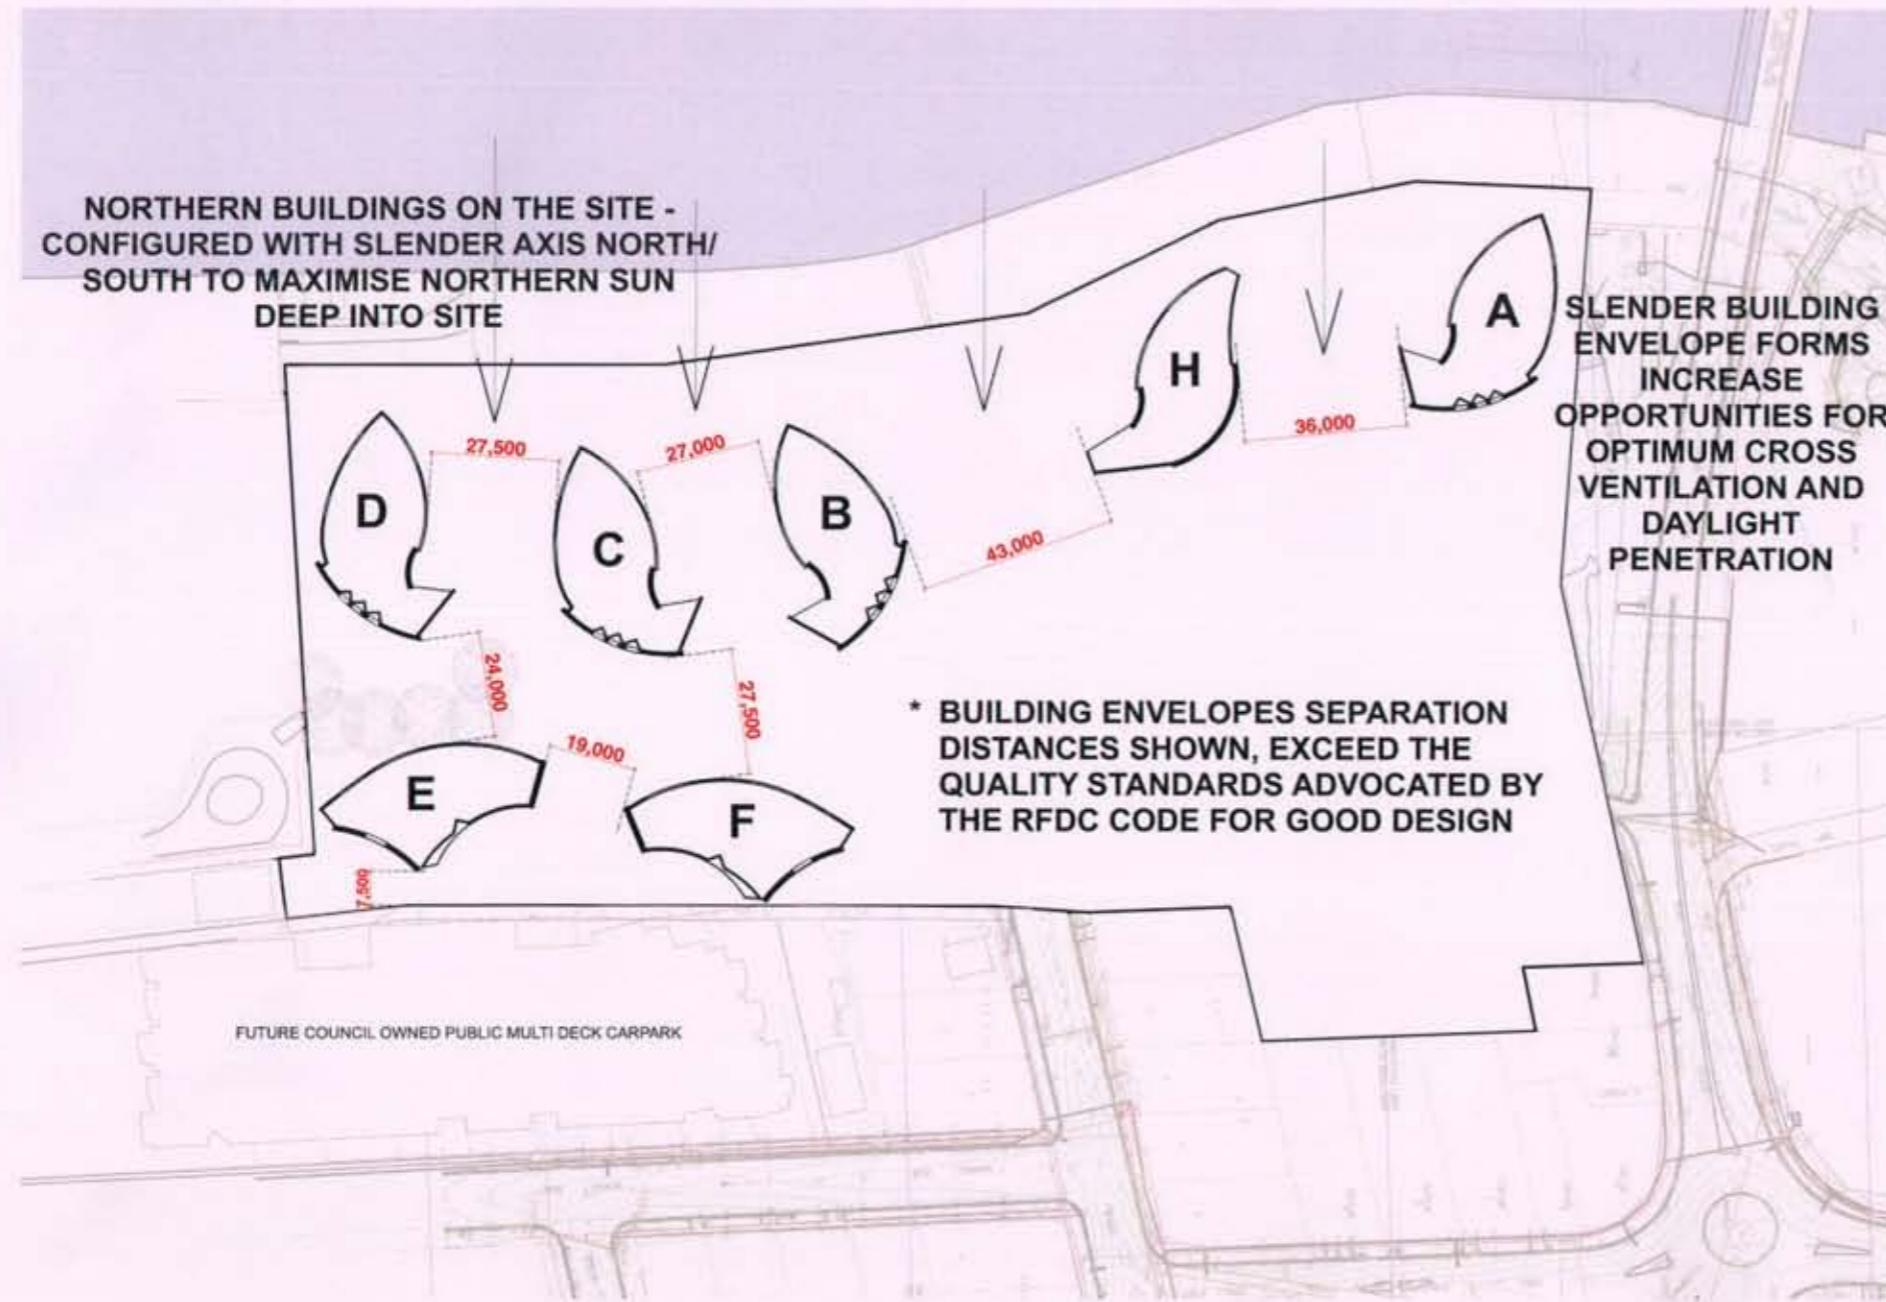 NORTHERN BUILDINGS ON THE SITE -
CONFIGURED WITH SLENDER AXIS NORTH/
SOUTH TO MAXIMISE NORTHERN SUN
DEEP INTO SITE
A
SLENDER BUILDING
ENVELOPE FORMS
INCREASE
OPPORTUNITIES FOR
OPTIMUM CROSS
VENTILATION AND
DAYLIGHT
PENETRATION
H
36,000
27,500
27,000
D
C
B
43,000
24,000
27,500
* BUILDING ENVELOPES SEPARATION
DISTANCES SHOWN, EXCEED THE
QUALITY STANDARDS ADVOCATED BY
THE RFDC CODE FOR GOOD DESIGN
19,000
E
F
7,500
FUTURE COUNCIL OWNED PUBLIC MULTI DECK CARPARK